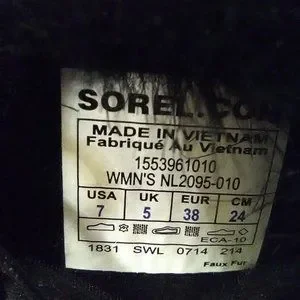 SOREL.CO
MADE IN VIETNAM
Fabriqué Au Vietnam
1553961010
WMN'S NL2095-010
USA UK EUR CM
7 5 38 24
ECA-10
1831 SWL 0714 214
Faux Fur